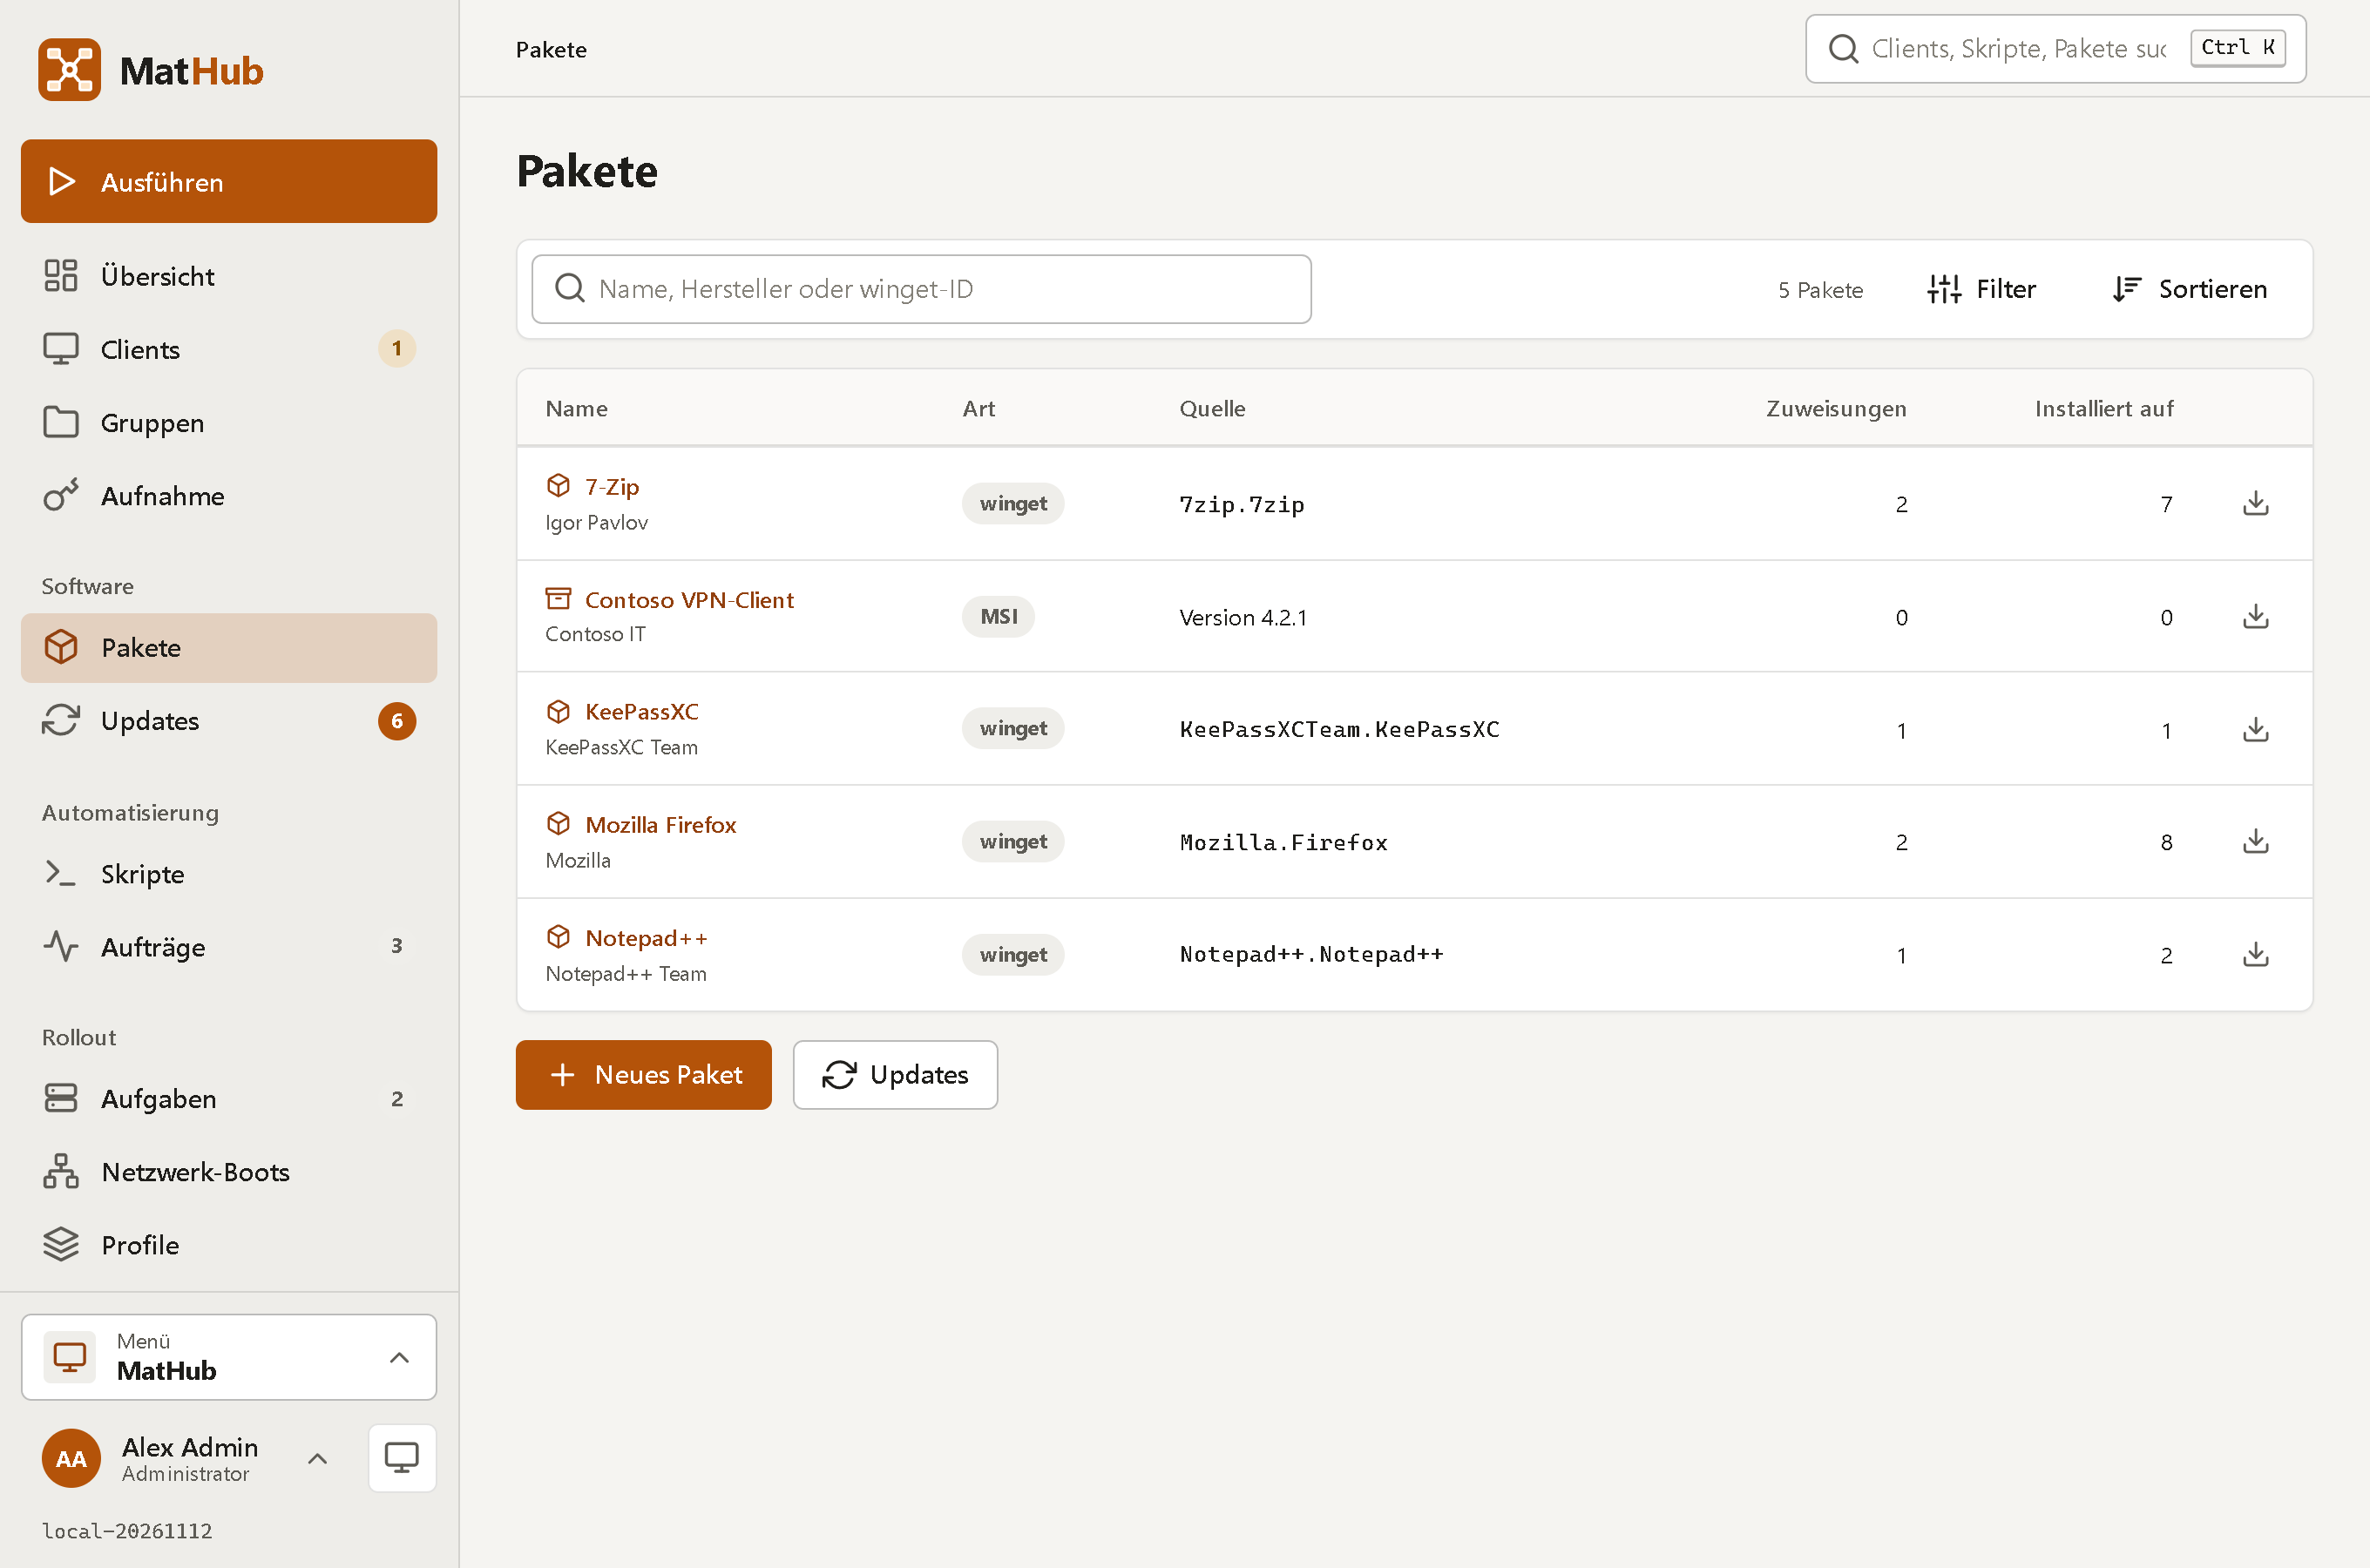 MatHub
Ausführen
Übersicht
Clients 1
Gruppen
Aufnahme
Software
Pakete
Updates 6
Automatisierung
Skripte
Aufträge 3
Rollout
Aufgaben 2
Netzwerk-Boots
Profile
Menü
MatHub
AA
Alex Admin
Administrator
local-20261112
Pakete
Clients, Skripte, Pakete suc Ctrl K
Pakete
Name, Hersteller oder winget-ID 5 Pakete Filter Sortieren
Name Art Quelle Zuweisungen Installiert auf
7-Zip
Igor Pavlov
winget 7zip.7zip 2 7
Contoso VPN-Client
Contoso IT
MSI Version 4.2.1 0 0
KeePassXC
KeePassXC Team
winget KeePassXCTeam.KeePassXC 1 1
Mozilla Firefox
Mozilla
winget Mozilla.Firefox 2 8
Notepad++
Notepad++ Team
winget Notepad++.Notepad++ 1 2
Neues Paket Updates